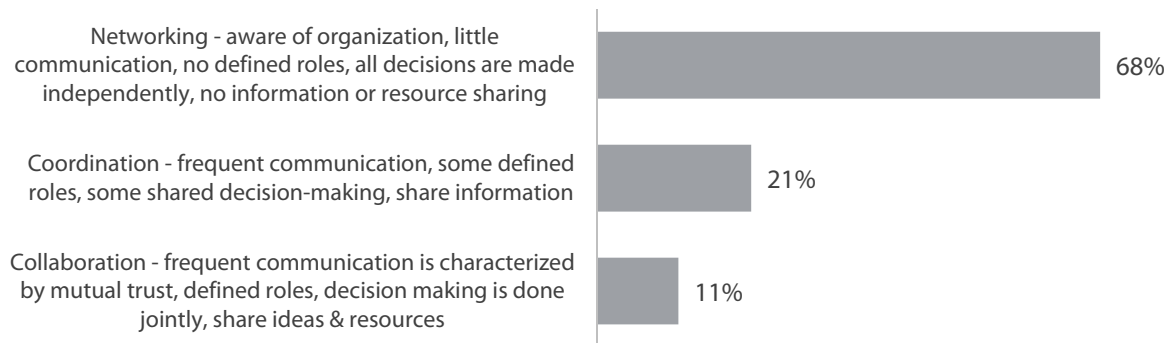 Networking - aware of organization, little
communication, no defined roles, all decisions are made
independently, no information or resource sharing
68%
Coordination - frequent communication, some defined
roles, some shared decision-making, share information
21%
Collaboration - frequent communication is characterized
by mutual trust, defined roles, decision making is done
jointly, share ideas & resources
11%